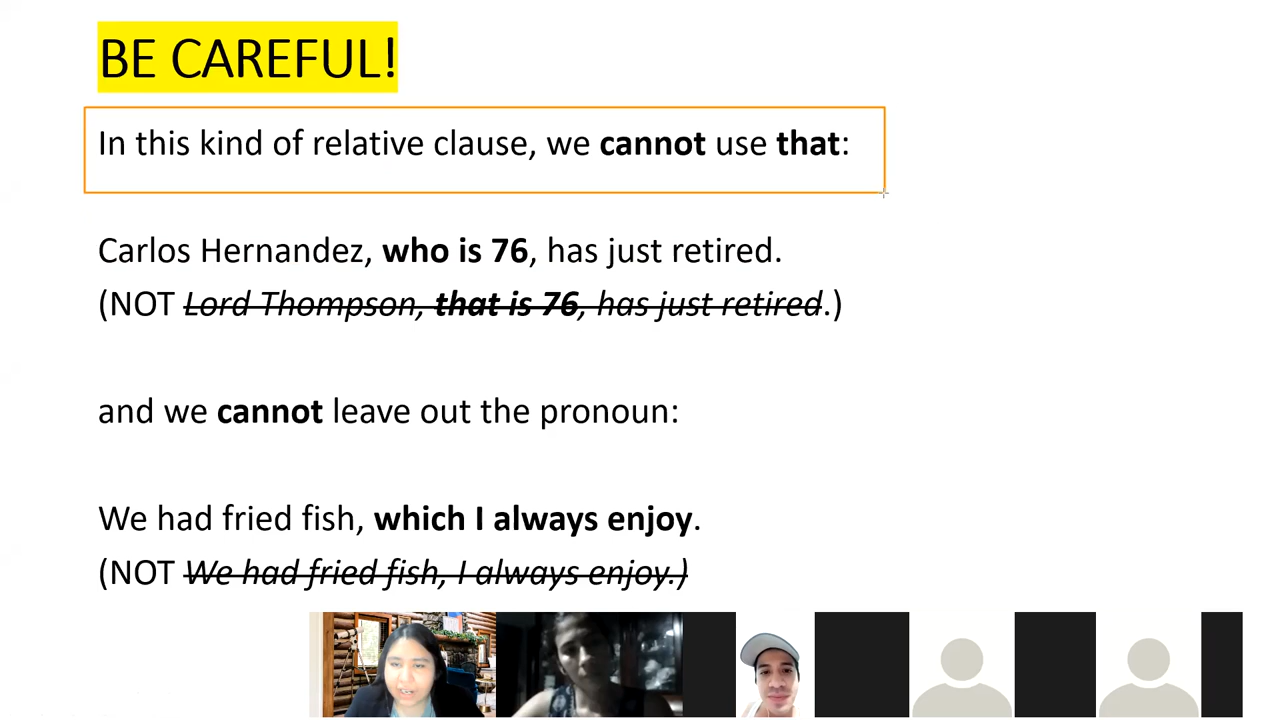 BE CAREFUL!
In this kind of relative clause, we cannot use that:
Carlos Hernandez, who is 76, has just retired.
(NOT Lord Thompson, that is 76, has just retired.)
and we cannot leave out the pronoun:
We had fried fish, which I always enjoy.
(NOT We had fried fish, I always enjoy.)